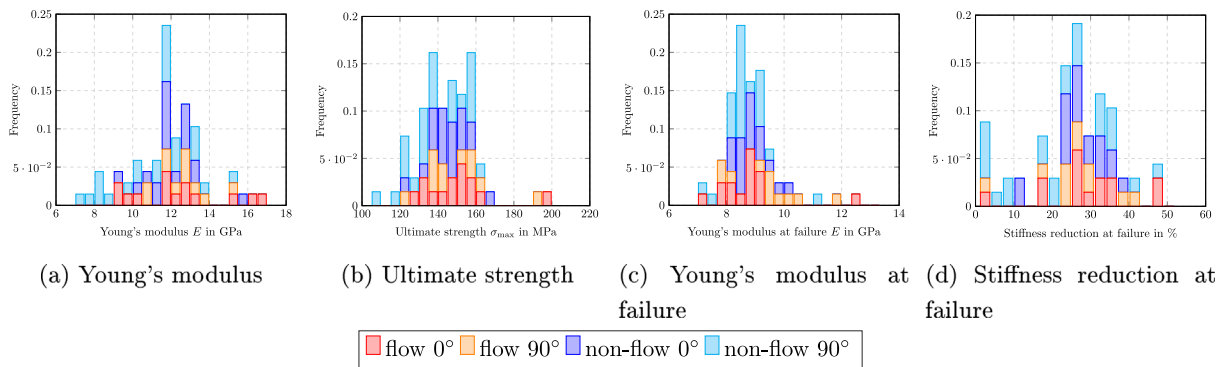 0.25
0.2
0.15
0.1
5 · 10⁻²
0
Frequency
6 8 10 12 14 16 18
Young's modulus E in GPa
(a) Young's modulus
0.2
0.15
0.1
5 · 10⁻²
0
Frequency
100 120 140 160 180 200 220
Ultimate strength σmax in MPa
(b) Ultimate strength
0.25
0.2
0.15
0.1
5 · 10⁻²
0
Frequency
6 8 10 12 14
Young's modulus at failure E in GPa
(c) Young's modulus at
failure
0.2
0.15
0.1
5 · 10⁻²
0
Frequency
0 10 20 30 40 50 60
Stiffness reduction at failure in %
(d) Stiffness reduction at
failure
flow 0° flow 90° non-flow 0° non-flow 90°